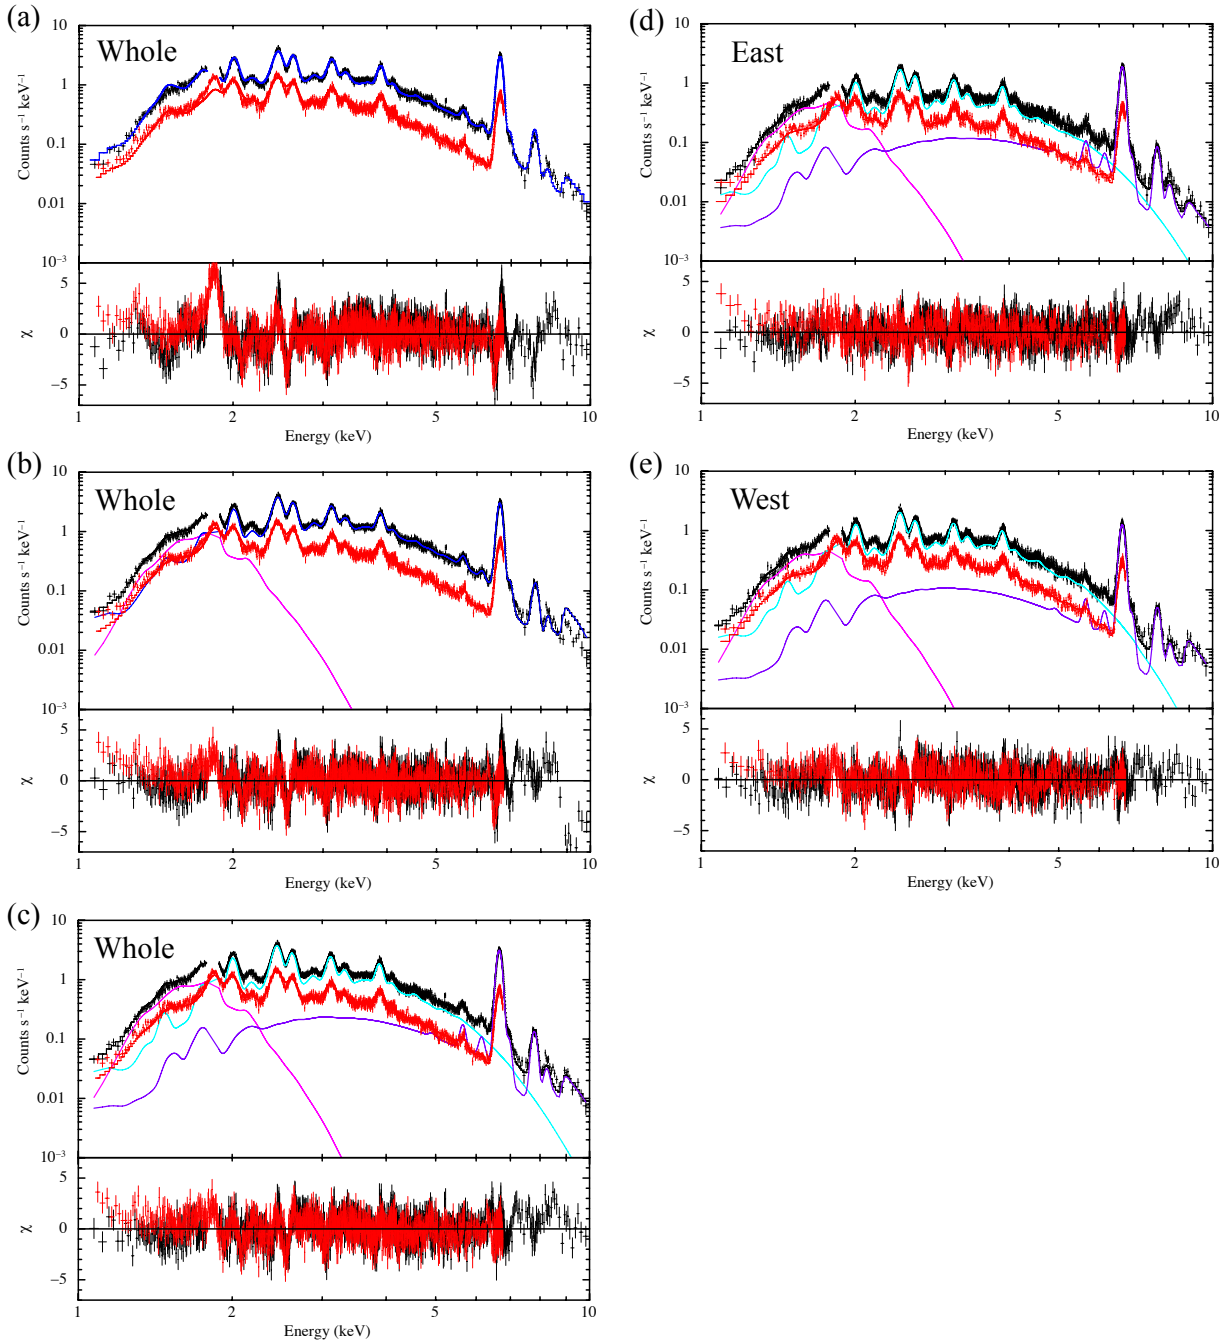 (a)
Whole
10
1
0.1
0.01
10⁻³
Counts s⁻¹ keV⁻¹
5
0
−5
χ
1 2 5 10
Energy (keV)
(b)
Whole
10
1
0.1
0.01
10⁻³
Counts s⁻¹ keV⁻¹
5
0
−5
χ
1 2 5 10
Energy (keV)
(c)
Whole
10
1
0.1
0.01
10⁻³
Counts s⁻¹ keV⁻¹
5
0
−5
χ
1 2 5 10
Energy (keV)
(d)
East
10
1
0.1
0.01
10⁻³
Counts s⁻¹ keV⁻¹
5
0
−5
χ
1 2 5 10
Energy (keV)
(e)
West
10
1
0.1
0.01
10⁻³
Counts s⁻¹ keV⁻¹
5
0
−5
χ
1 2 5 10
Energy (keV)